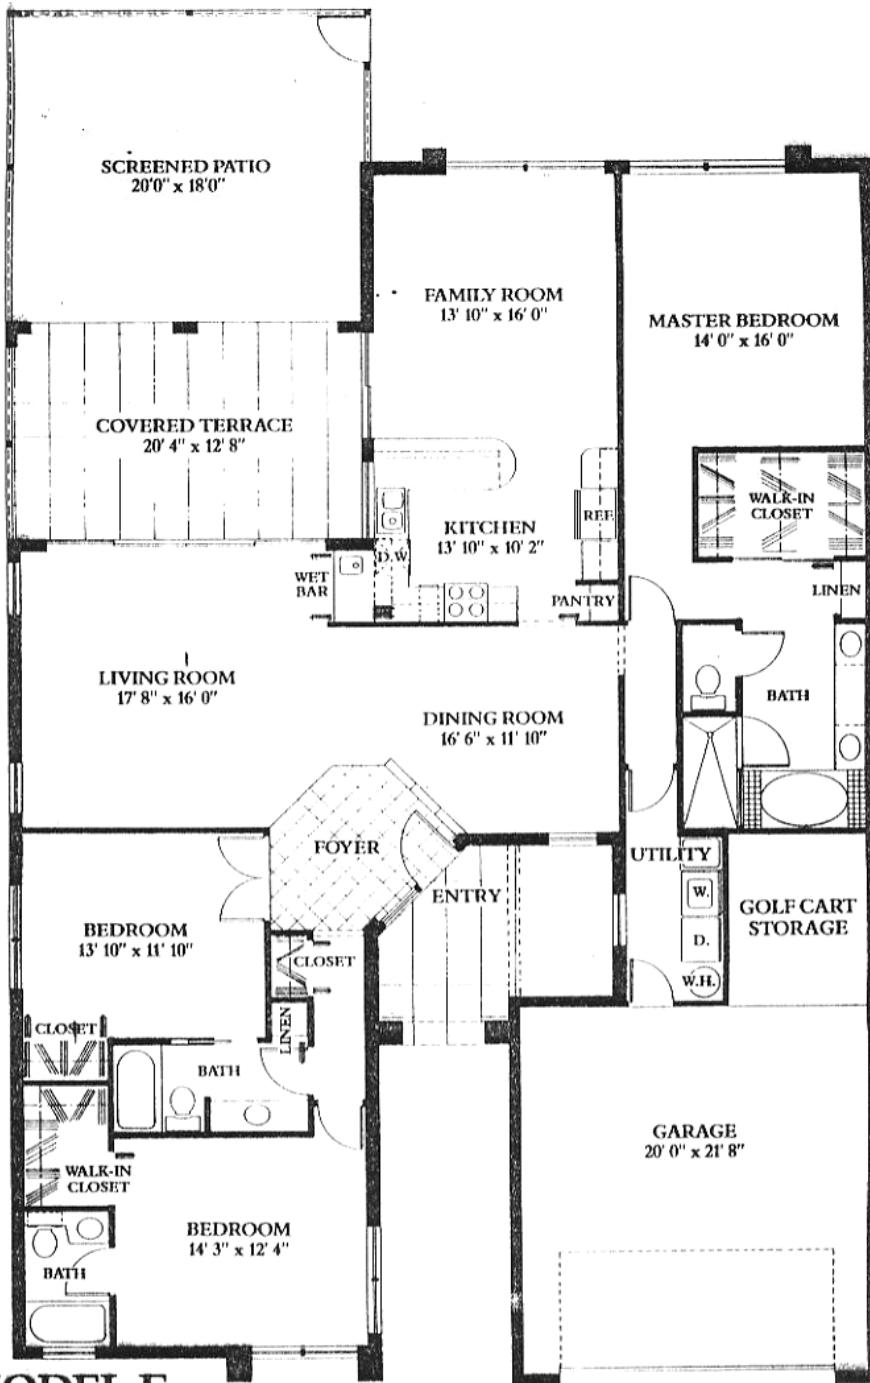 SCREENED PATIO
20'0" x 18'0"
FAMILY ROOM
13' 10" x 16' 0"
MASTER BEDROOM
14' 0" x 16' 0"
COVERED TERRACE
20' 4" x 12' 8"
WALK-IN
CLOSET
REF.
KITCHEN
13' 10" x 10' 2"
D.W.
WET
BAR
PANTRY
LINEN
LIVING ROOM
17' 8" x 16' 0"
BATH
DINING ROOM
16' 6" x 11' 10"
FOYER
UTILITY
ENTRY
W.
GOLF CART
STORAGE
BEDROOM
13' 10" x 11' 10"
D.
CLOSET
W.H.
CLOSET
LINEN
BATH
GARAGE
20' 0" x 21' 8"
WALK-IN
CLOSET
BEDROOM
14' 3" x 12' 4"
BATH
MODEL E